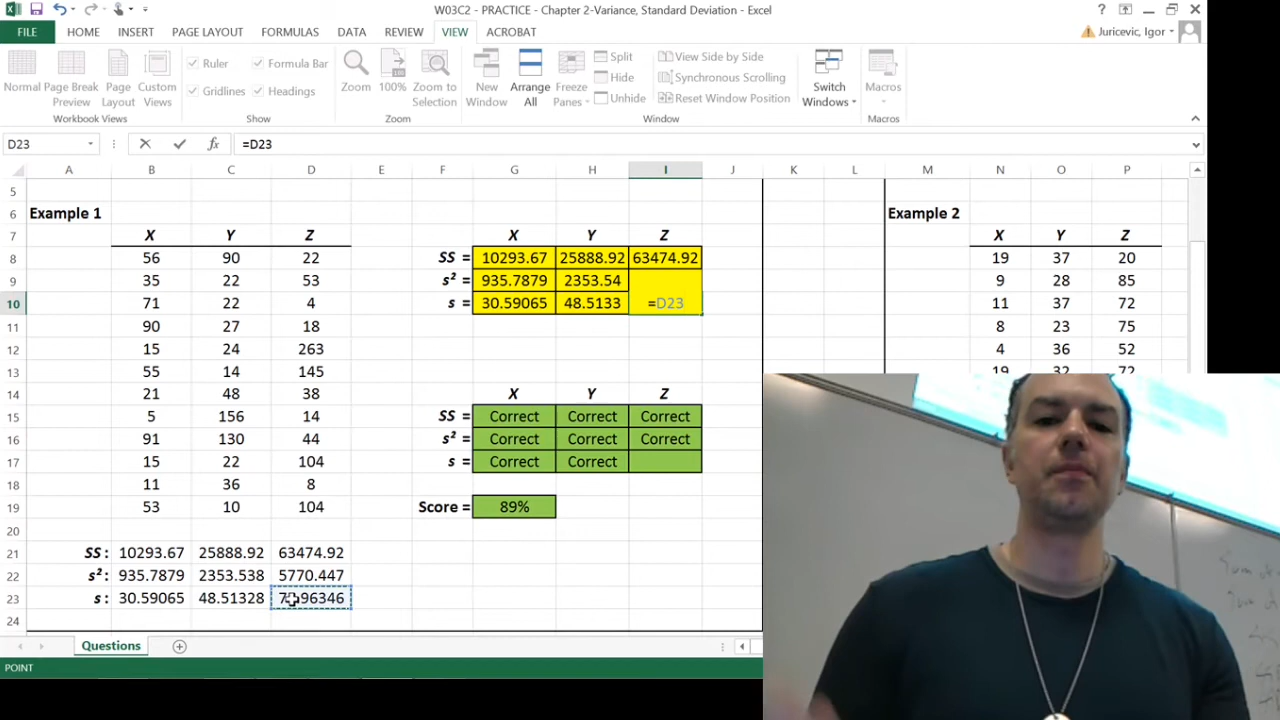 W03C2 - PRACTICE - Chapter 2-Variance, Standard Deviation - Excel
FILE HOME INSERT PAGE LAYOUT FORMULAS DATA REVIEW VIEW ACROBAT Juricevic, Igor
Normal Page Break Preview Page Layout Custom Views
Ruler Formula Bar
Gridlines Headings
Zoom 100% Zoom to Selection
New Window Arrange All Freeze Panes
Split
Hide
Unhide
View Side by Side
Synchronous Scrolling
Reset Window Position
Switch Windows Macros
Workbook Views Show Zoom Window Macros
D23 fx =D23
A B C D E F G H I J K L M N O P
5
6 Example 1 Example 2
7 X Y Z X Y Z X Y Z
8 56 90 22 SS = 10293.67 25888.92 63474.92 19 37 20
9 35 22 53 s² = 935.7879 2353.54 9 28 85
10 71 22 4 s = 30.59065 48.5133 =D23 11 37 72
11 90 27 18 8 23 75
12 15 24 263 4 36 52
13 55 14 145 19 32 72
14 21 48 38 X Y Z
15 5 156 14 SS = Correct Correct Correct
16 91 130 44 s² = Correct Correct Correct
17 15 22 104 s = Correct Correct
18 11 36 8
19 53 10 104 Score = 89%
20
21 SS: 10293.67 25888.92 63474.92
22 s²: 935.7879 2353.538 5770.447
23 s: 30.59065 48.51328 96346
24
Questions
POINT